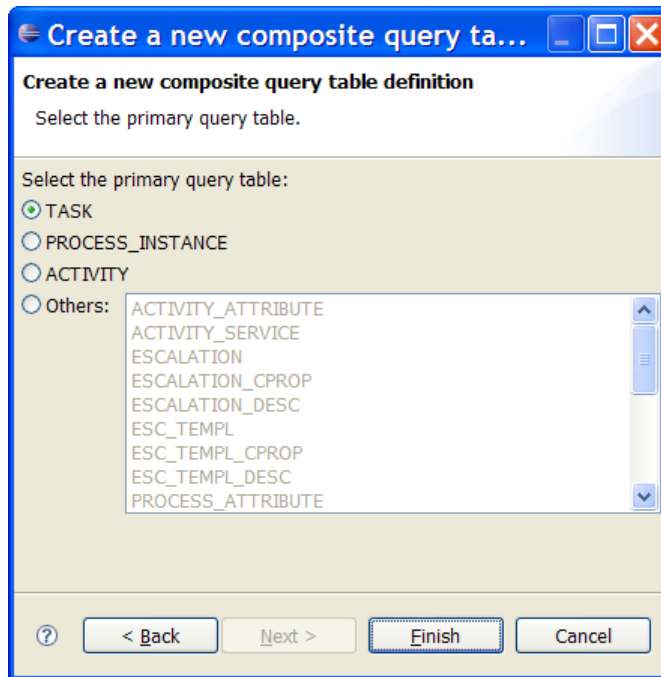 Create a new composite query ta...
Create a new composite query table definition
Select the primary query table.
Select the primary query table:
TASK
PROCESS_INSTANCE
ACTIVITY
Others:
ACTIVITY_ATTRIBUTE
ACTIVITY_SERVICE
ESCALATION
ESCALATION_CPROP
ESCALATION_DESC
ESC_TEMPL
ESC_TEMPL_CPROP
ESC_TEMPL_DESC
PROCESS_ATTRIBUTE
? < Back Next > Finish Cancel